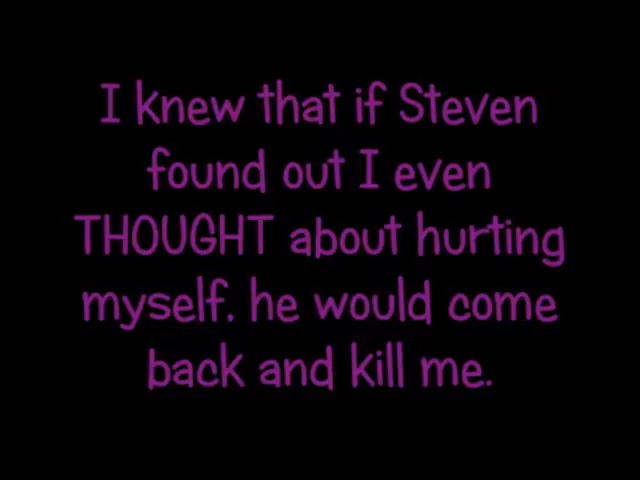 I knew that if Steven
found out I even
THOUGHT about hurting
myself, he would come
back and kill me.